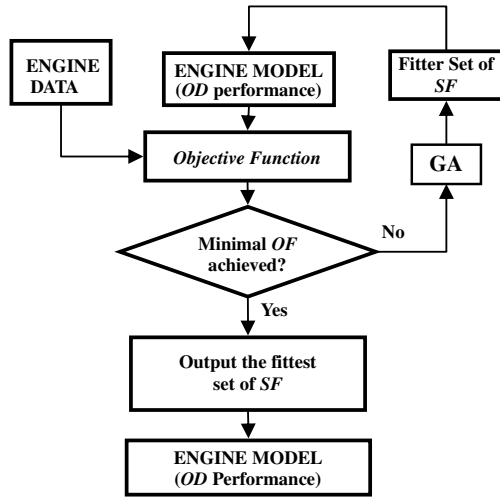 ENGINE
DATA
ENGINE MODEL
(OD performance)
Fitter Set of
SF
Objective Function
GA
Minimal OF
achieved?
No
Yes
Output the fittest
set of SF
ENGINE MODEL
(OD Performance)